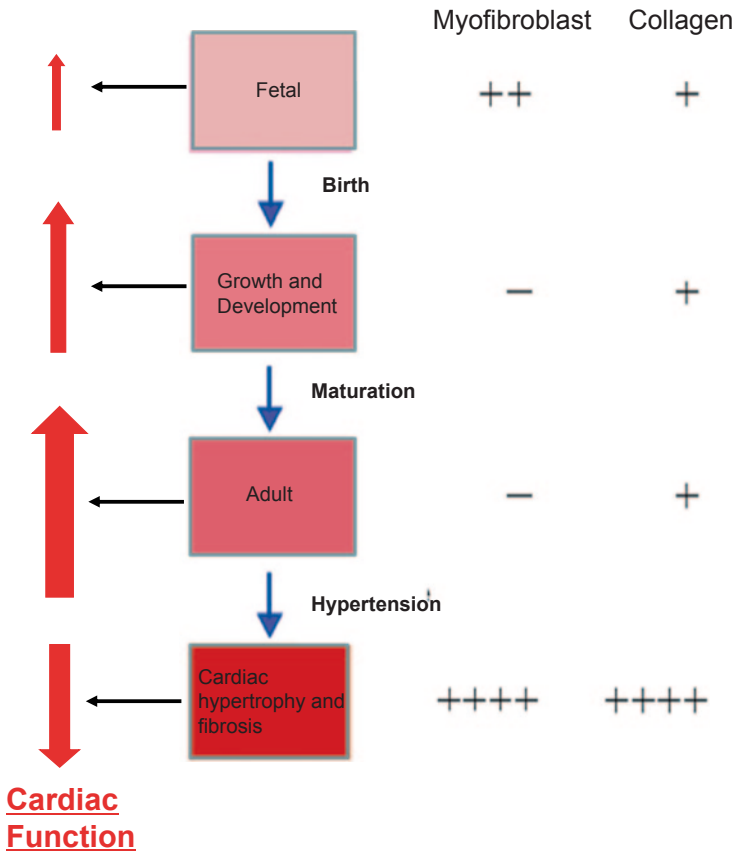 Myofibroblast Collagen
Fetal ++ +
Birth
Growth and
Development
− +
Maturation
Adult − +
Hypertension
Cardiac
hypertrophy and
fibrosis
++++ ++++
Cardiac
Function